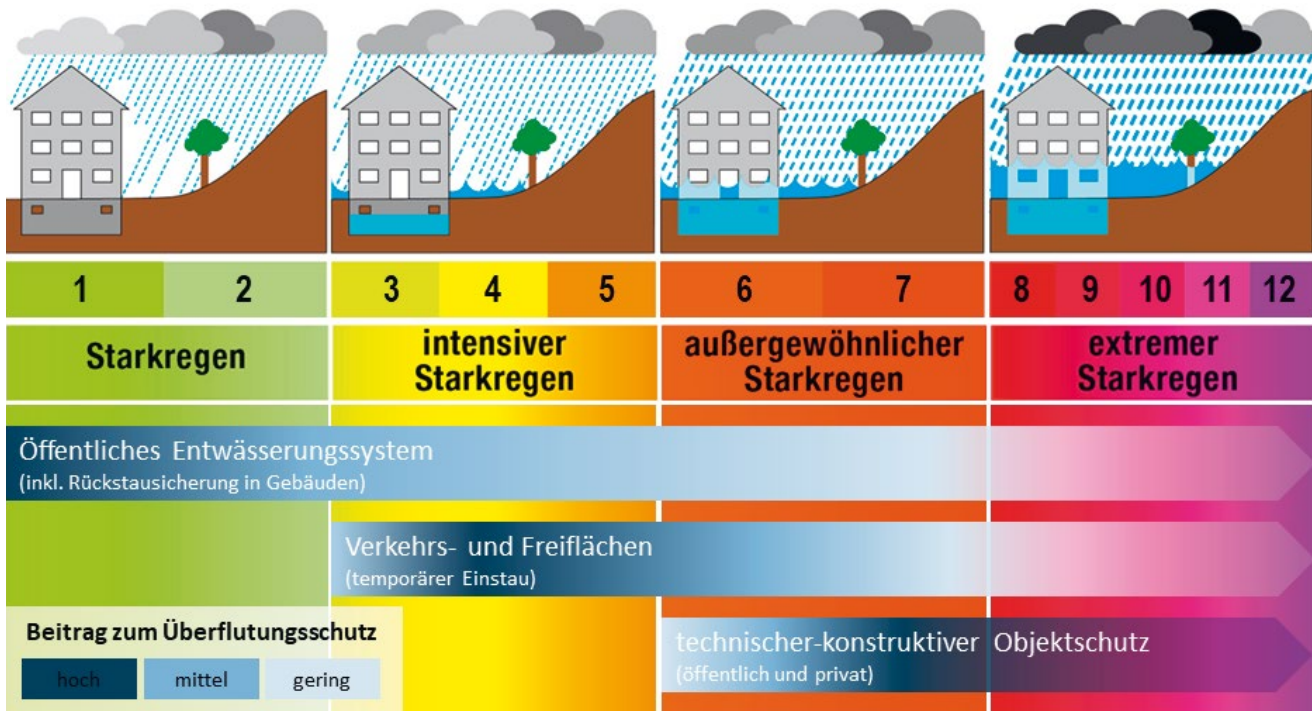 1 2 3 4 5 6 7 8 9 10 11 12
Starkregen
intensiver
Starkregen
außergewöhnlicher
Starkregen
extremer
Starkregen
Öffentliches Entwässerungssystem
(inkl. Rückstausicherung in Gebäuden)
Verkehrs- und Freiflächen
(temporärer Einstau)
technischer-konstruktiver Objektschutz
(öffentlich und privat)
Beitrag zum Überflutungsschutz
hoch mittel gering